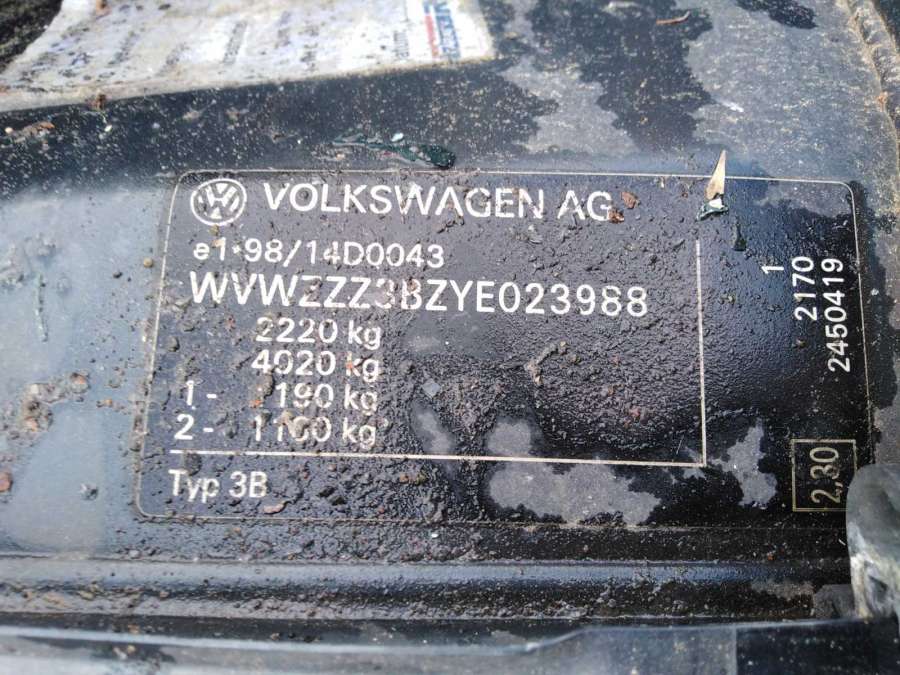 VOLKSWAGEN AG
e1*98/14D0043
WVWZZZ3BZYE023988
2220 kg
4020 kg
1 - 1190 kg
2 - kg
Typ 3B
1
2170
2450419
2,30